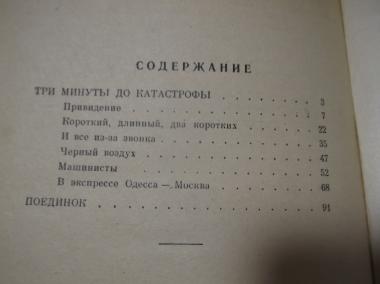 СОДЕРЖАНИЕ
ТРИ МИНУТЫ ДО КАТАСТРОФЫ . . . . . . . . 3
Привидение . . . . . . . . . . . . . 7
Короткий, длинный, два коротких . . . . . . 22
И все из-за звонка . . . . . . . . . . . 35
Черный воздух . . . . . . . . . . . . 47
Машинисты . . . . . . . . . . . . . 52
В экспрессе Одесса — Москва . . . . . . . 68
ПОЕДИНОК . . . . . . . . . . . . . . 91